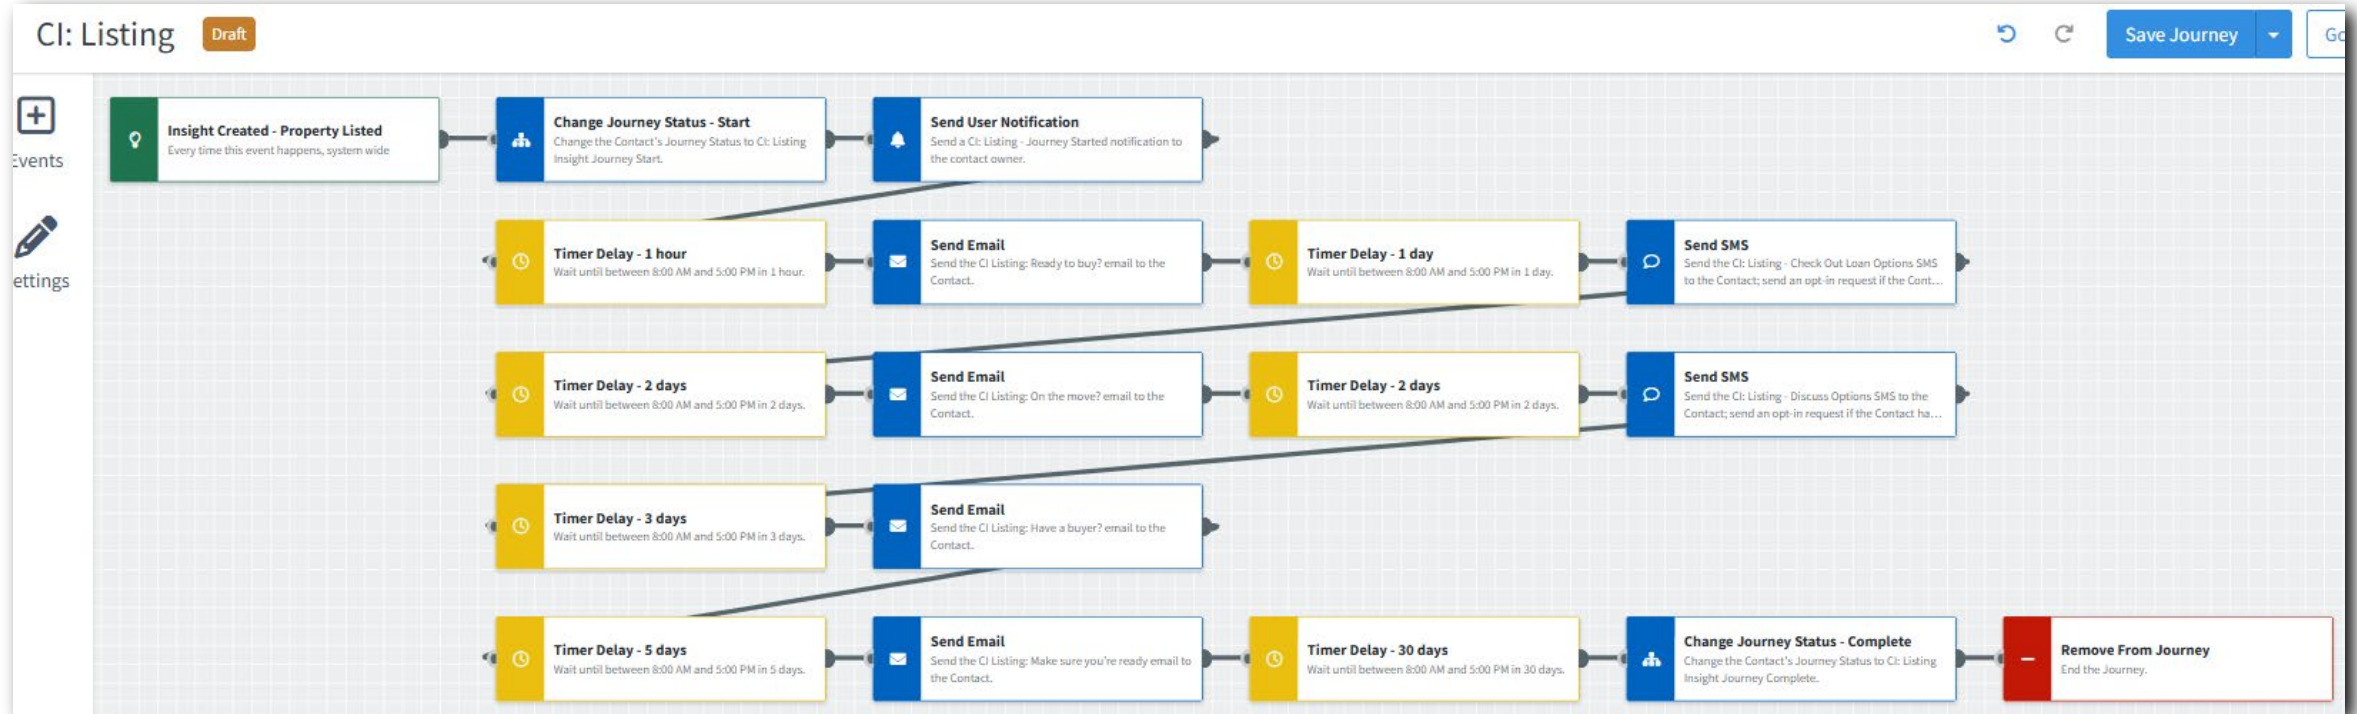 CI: Listing
Draft
Save Journey
Go
Events
ettings
Insight Created - Property Listed
Every time this event happens, system wide
Change Journey Status - Start
Change the Contact's Journey Status to CI: Listing
Insight Journey Start.
Send User Notification
Send a CI: Listing - Journey Started notification to
the contact owner.
Timer Delay - 1 hour
Wait until between 8:00 AM and 5:00 PM in 1 hour.
Send Email
Send the CI Listing: Ready to buy? email to the
Contact.
Timer Delay - 1 day
Wait until between 8:00 AM and 5:00 PM in 1 day.
Send SMS
Send the CI: Listing - Check Out Loan Options SMS
to the Contact; send an opt-in request if the Cont...
Timer Delay - 2 days
Wait until between 8:00 AM and 5:00 PM in 2 days.
Send Email
Send the CI Listing: On the move? email to the
Contact.
Timer Delay - 2 days
Wait until between 8:00 AM and 5:00 PM in 2 days.
Send SMS
Send the CI: Listing - Discuss Options SMS to the
Contact; send an opt-in request if the Contact ha...
Timer Delay - 3 days
Wait until between 8:00 AM and 5:00 PM in 3 days.
Send Email
Send the CI Listing: Have a buyer? email to the
Contact.
Timer Delay - 5 days
Wait until between 8:00 AM and 5:00 PM in 5 days.
Send Email
Send the CI Listing: Make sure you're ready email to
the Contact.
Timer Delay - 30 days
Wait until between 8:00 AM and 5:00 PM in 30 days.
Change Journey Status - Complete
Change the Contact's Journey Status to CI: Listing
Insight Journey Complete.
Remove From Journey
End the Journey.